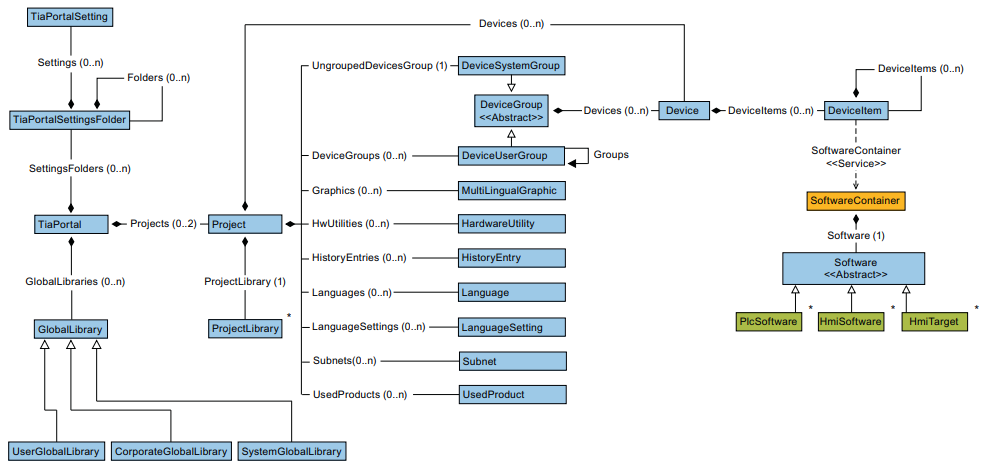 TiaPortalSetting
Settings (0..n)
Folders (0..n)
TiaPortalSettingsFolder
SettingsFolders (0..n)
TiaPortal
Projects (0..2)
Project
GlobalLibraries (0..n)
GlobalLibrary
UserGlobalLibrary
CorporateGlobalLibrary
SystemGlobalLibrary
ProjectLibrary (1)
ProjectLibrary
*
Devices (0..n)
UngroupedDevicesGroup (1)
DeviceSystemGroup
DeviceGroup
<<Abstract>>
DeviceGroups (0..n)
DeviceUserGroup
Groups
Graphics (0..n)
MultiLingualGraphic
HwUtilities (0..n)
HardwareUtility
HistoryEntries (0..n)
HistoryEntry
Languages (0..n)
Language
LanguageSettings (0..n)
LanguageSetting
Subnets(0..n)
Subnet
UsedProducts (0..n)
UsedProduct
Devices (0..n)
Device
DeviceItems (0..n)
DeviceItem
DeviceItems (0..n)
SoftwareContainer
<<Service>>
SoftwareContainer
Software (1)
Software
<<Abstract>>
PlcSoftware
*
HmiSoftware
*
HmiTarget
*